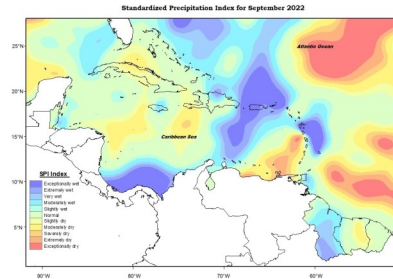 Standardized Precipitation Index for September 2022
Atlantic Ocean
25°N
20°N
15°N
Caribbean Sea
10°N
5°N
SPI Index
Exceptionally wet
Extremely wet
Very wet
Moderately wet
Slightly wet
Normal
Slightly dry
Moderately dry
Severely dry
Extremely dry
Exceptionally dry
90°W
80°W
70°W
60°W